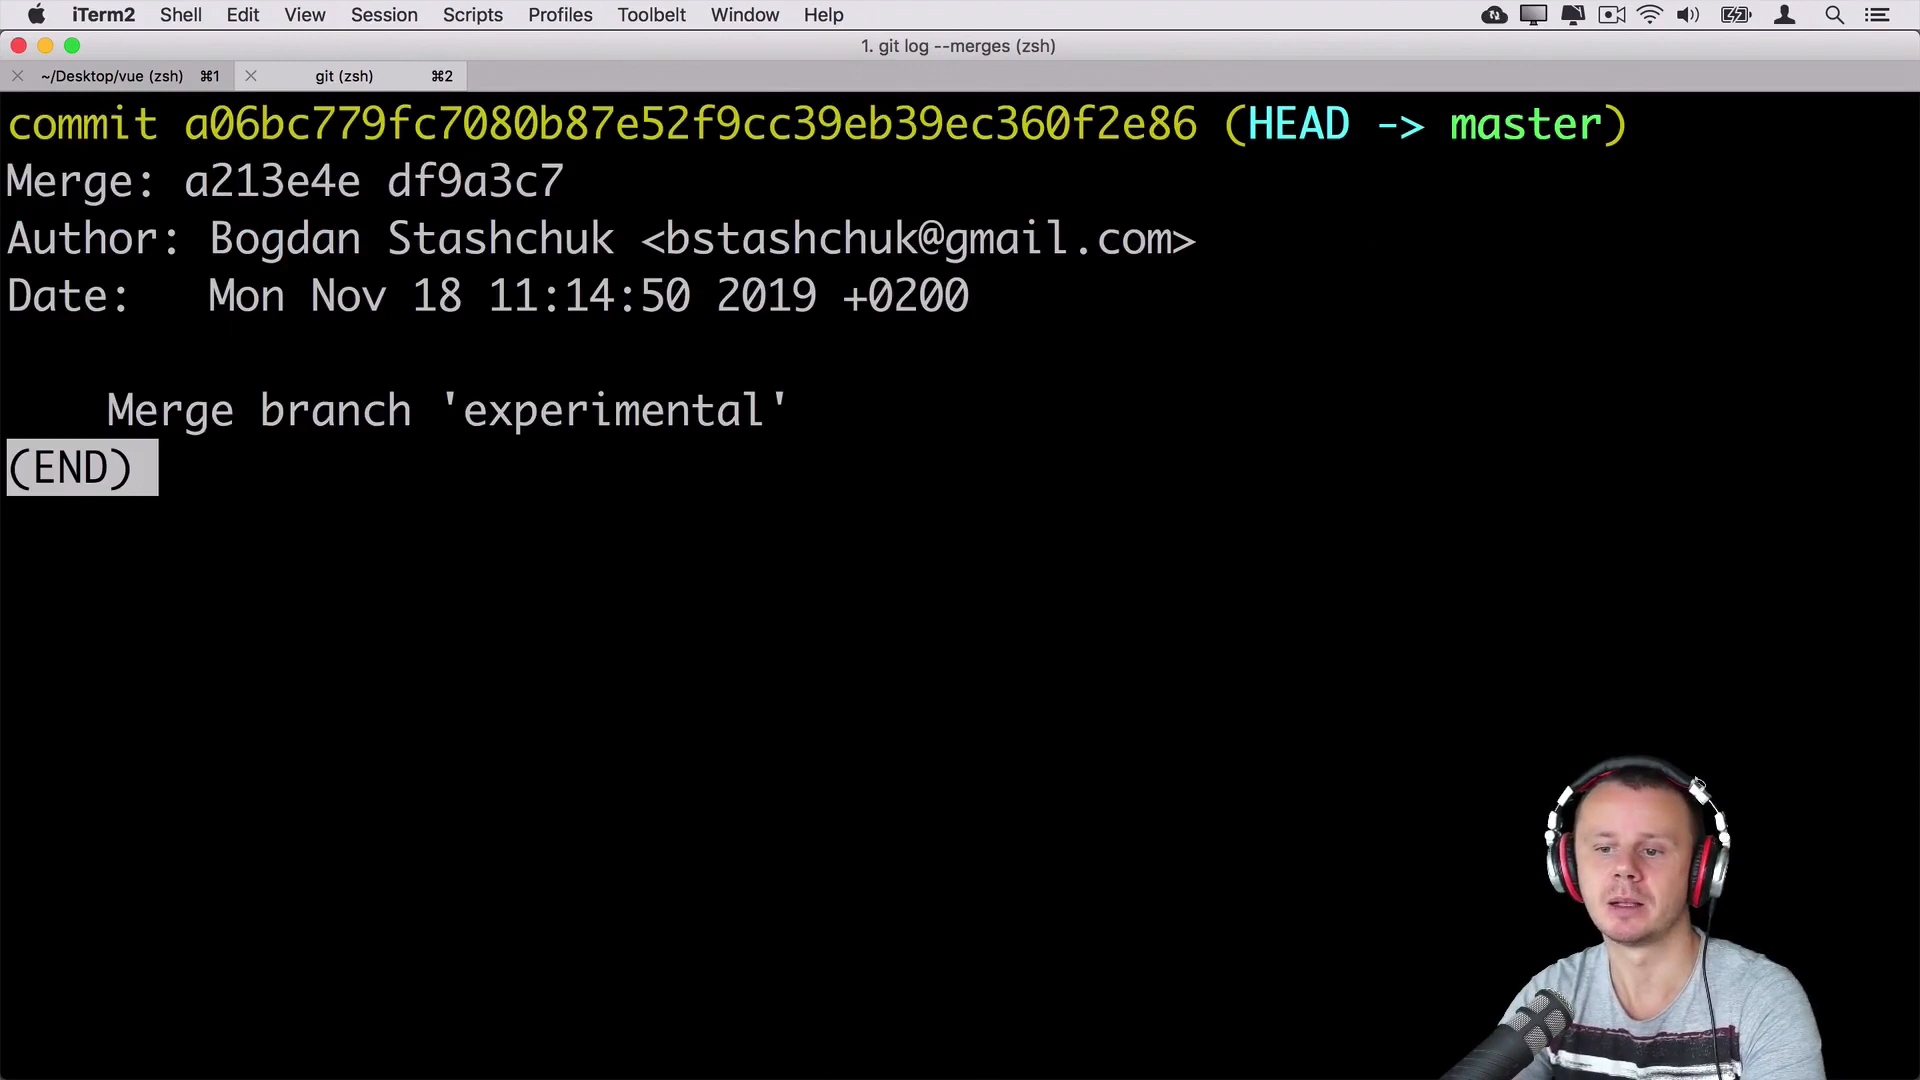 iTerm2 Shell Edit View Session Scripts Profiles Toolbelt Window Help
1. git log --merges (zsh)
~/Desktop/vue (zsh) ⌘1 git (zsh) ⌘2
commit a06bc779fc7080b87e52f9cc39eb39ec360f2e86 (HEAD -> master)
Merge: a213e4e df9a3c7
Author: Bogdan Stashchuk <bstashchuk@gmail.com>
Date:   Mon Nov 18 11:14:50 2019 +0200
Merge branch 'experimental'
(END)